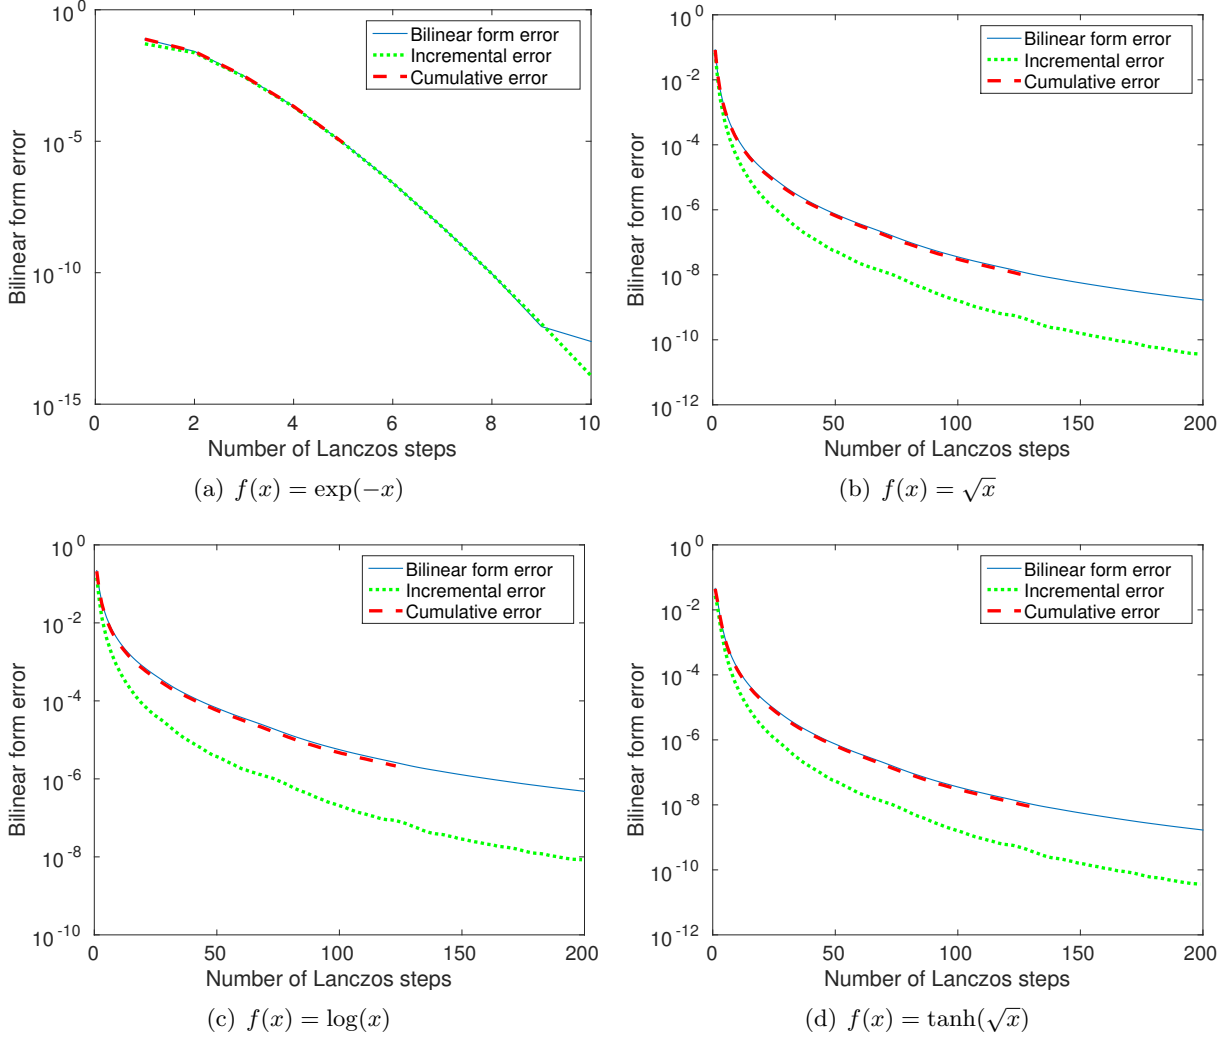 Bilinear form error
10^0
10^-5
10^-10
10^-15
Bilinear form error
Incremental error
Cumulative error
0 2 4 6 8 10
Number of Lanczos steps
(a) f(x) = exp(−x)
Bilinear form error
10^0
10^-2
10^-4
10^-6
10^-8
10^-10
10^-12
Bilinear form error
Incremental error
Cumulative error
0 50 100 150 200
Number of Lanczos steps
(b) f(x) = √x
Bilinear form error
10^0
10^-2
10^-4
10^-6
10^-8
10^-10
Bilinear form error
Incremental error
Cumulative error
0 50 100 150 200
Number of Lanczos steps
(c) f(x) = log(x)
Bilinear form error
10^0
10^-2
10^-4
10^-6
10^-8
10^-10
10^-12
Bilinear form error
Incremental error
Cumulative error
0 50 100 150 200
Number of Lanczos steps
(d) f(x) = tanh(√x)